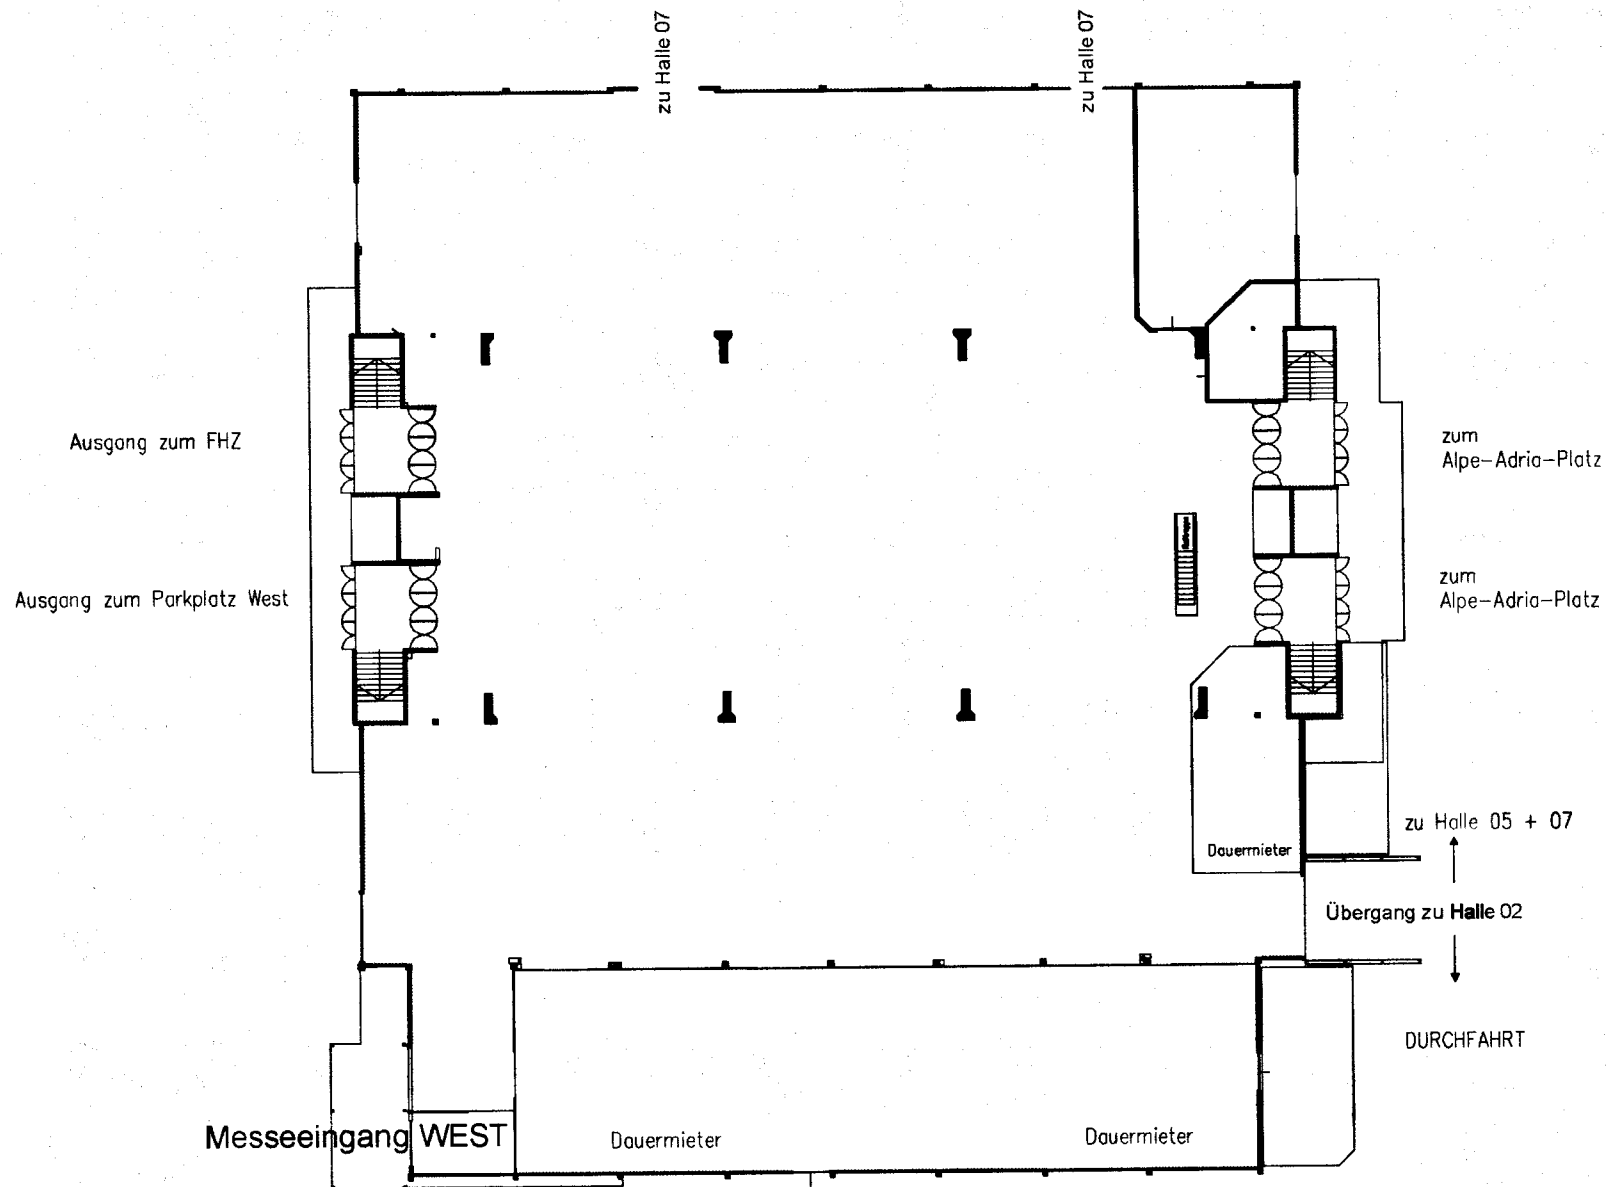 zu Halle 07
zu Halle 07
Ausgang zum FHZ
zum
Alpe-Adria-Platz
Ausgang zum Parkplatz West
zum
Alpe-Adria-Platz
zu Halle 05 + 07
Dauermieter
Übergang zu Halle 02
DURCHFAHRT
Messeeingang WEST
Dauermieter
Dauermieter